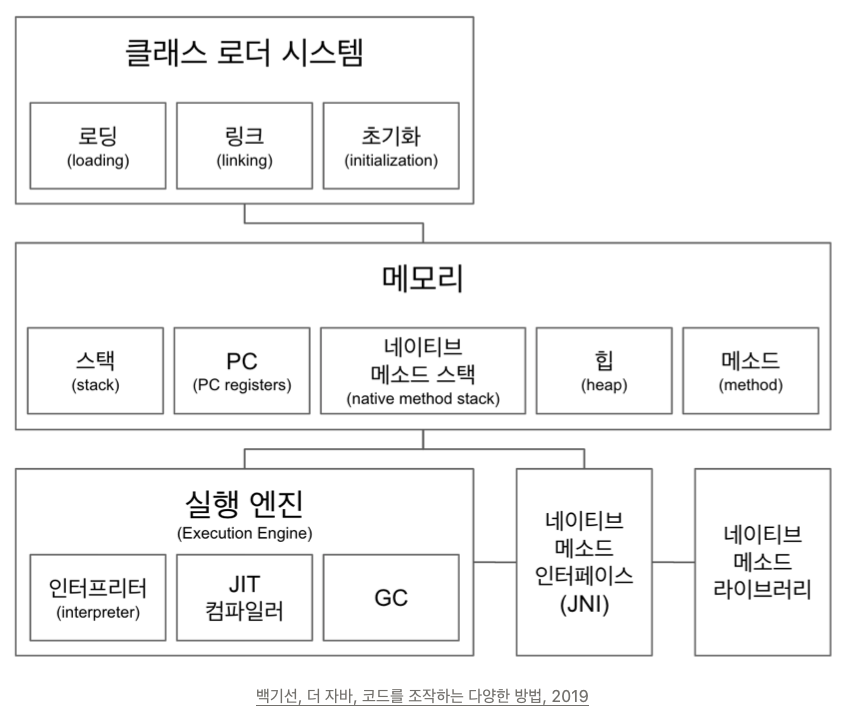 클래스 로더 시스템
로딩
(loading)
링크
(linking)
초기화
(initialization)
메모리
스택
(stack)
PC
(PC registers)
네이티브
메소드 스택
(native method stack)
힙
(heap)
메소드
(method)
실행 엔진
(Execution Engine)
인터프리터
(interpreter)
JIT
컴파일러
GC
네이티브
메소드
인터페이스
(JNI)
네이티브
메소드
라이브러리
백기선, 더 자바, 코드를 조작하는 다양한 방법, 2019